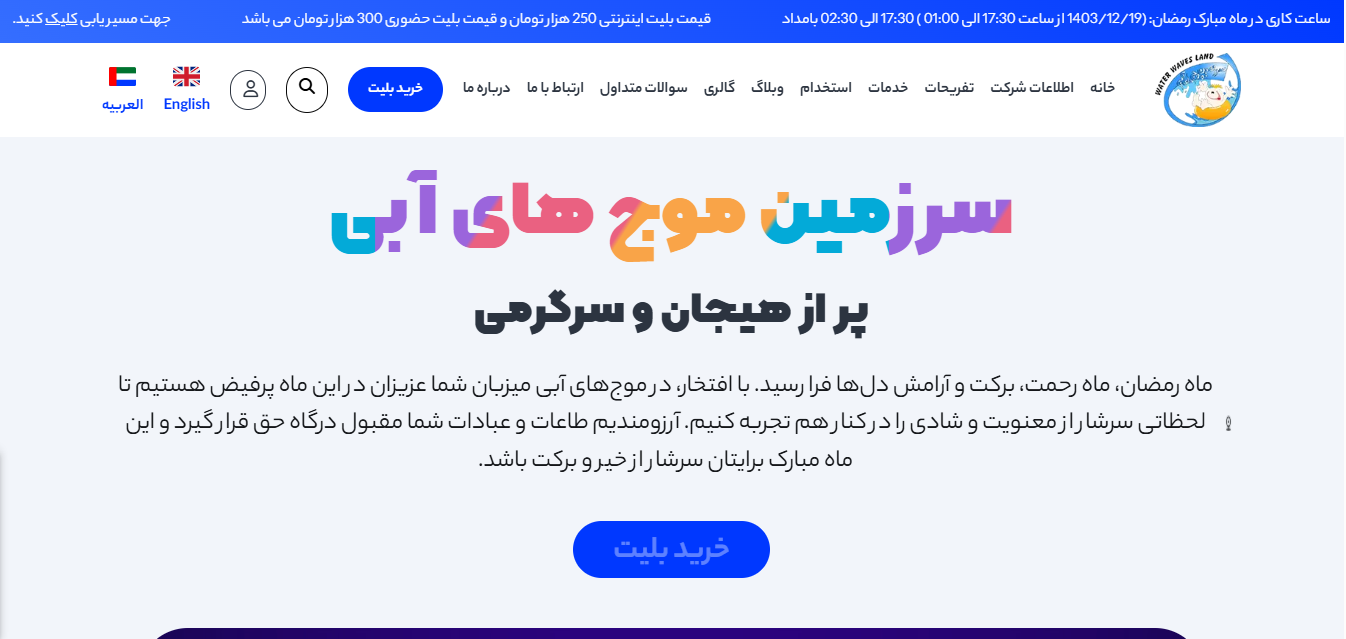 ساعت کاری در ماه مبارک رمضان: (1403/12/19 از ساعت 17:30 الی 01:00 ) 17:30 الی 02:30 بامداد
قیمت بلیت اینترنتی 250 هزار تومان و قیمت بلیت حضوری 300 هزار تومان می باشد
جهت مسیریابی کلیک کنید.
WATER WAVES LAND
خانه
اطلاعات شرکت
تفریحات
خدمات
استخدام
وبلاگ
گالری
سوالات متداول
ارتباط با ما
درباره ما
خرید بلیت
English
العربیه
سرزمین موج های آبی
پر از هیجان و سرگرمی
ماه رمضان، ماه رحمت، برکت و آرامش دل‌ها فرا رسید. با افتخار، در موج‌های آبی میزبان شما عزیزان در این ماه پرفیض هستیم تا
لحظاتی سرشار از معنویت و شادی را در کنار هم تجربه کنیم. آرزومندیم طاعات و عبادات شما مقبول درگاه حق قرار گیرد و این
ماه مبارک برایتان سرشار از خیر و برکت باشد.
خرید بلیت